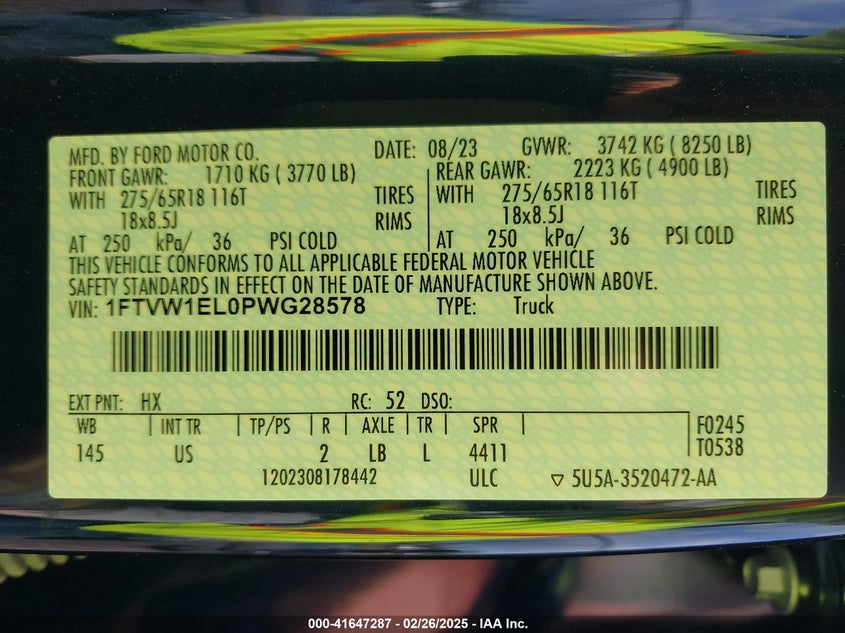 MFD. BY FORD MOTOR CO. DATE: 08/23 GVWR: 3742 KG ( 8250 LB)
FRONT GAWR: 1710 KG ( 3770 LB) REAR GAWR: 2223 KG ( 4900 LB)
WITH 275/65R18 116T TIRES WITH 275/65R18 116T TIRES
18x8.5J RIMS 18x8.5J RIMS
AT 250 kPa/ 36 PSI COLD AT 250 kPa/ 36 PSI COLD
THIS VEHICLE CONFORMS TO ALL APPLICABLE FEDERAL MOTOR VEHICLE
SAFETY STANDARDS IN EFFECT ON THE DATE OF MANUFACTURE SHOWN ABOVE.
VIN: 1FTVW1EL0PWG28578 TYPE: Truck
EXT PNT: HX RC: 52 DSO:
WB INT TR TP/PS R AXLE TR SPR F0245
145 US 2 LB L 4411 T0538
1202308178442 ULC ▽ 5U5A-3520472-AA
000-41647287 - 02/26/2025 - IAA Inc.